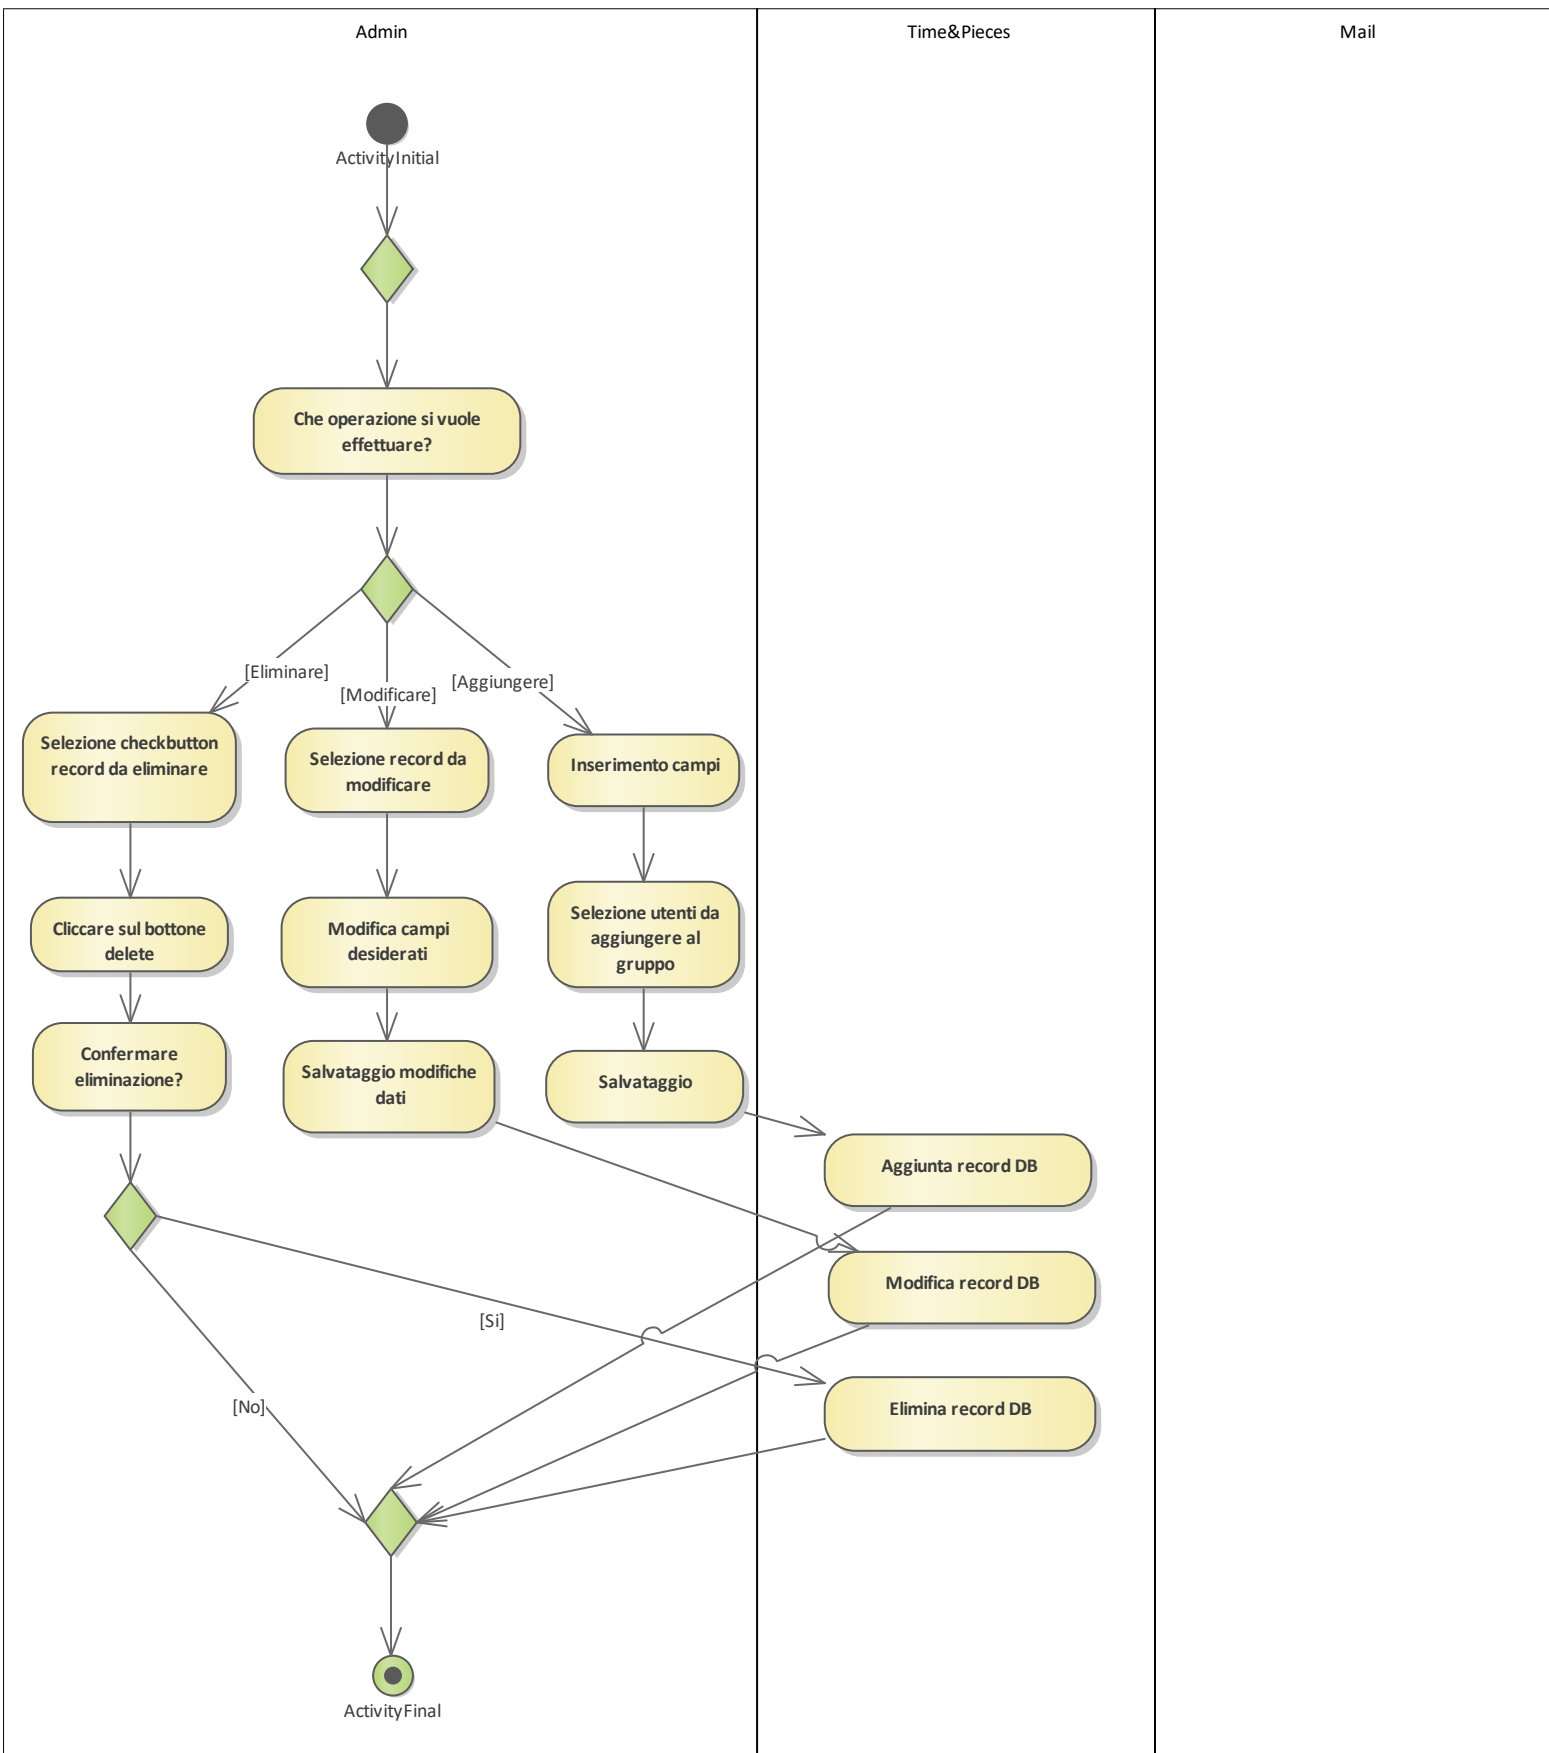 Admin
Time&Pieces
Mail
ActivityInitial
Che operazione si vuole
effettuare?
[Eliminare]
[Modificare]
[Aggiungere]
Selezione checkbutton
record da eliminare
Selezione record da
modificare
Inserimento campi
Cliccare sul bottone
delete
Modifica campi
desiderati
Selezione utenti da
aggiungere al
gruppo
Confermare
eliminazione?
Salvataggio modifiche
dati
Salvataggio
Aggiunta record DB
Modifica record DB
[Si]
[No]
Elimina record DB
ActivityFinal